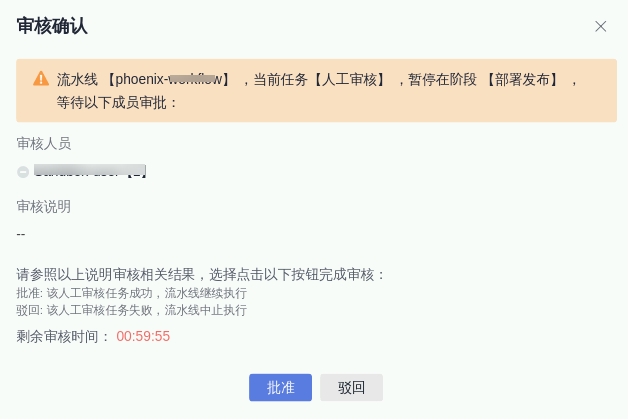 审核确认
流水线 【phoenix-workflow】 ，当前任务【人工审核】 ，暂停在阶段 【部署发布】 ，
等待以下成员审批：
审核人员
审核说明
--
请参照以上说明审核相关结果，选择点击以下按钮完成审核：
批准: 该人工审核任务成功，流水线继续执行
驳回: 该人工审核任务失败，流水线中止执行
剩余审核时间： 00:59:55
批准 驳回